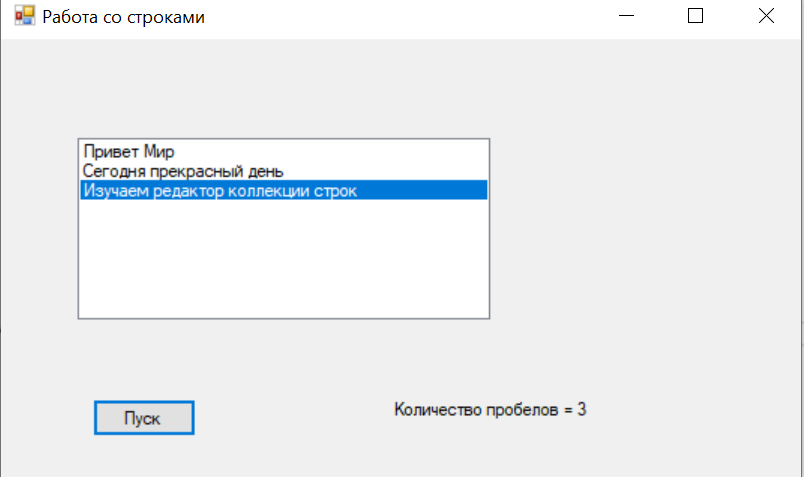 Работа со строками
Привет Мир
Сегодня прекрасный день
Изучаем редактор коллекции строк
Пуск
Количество пробелов = 3